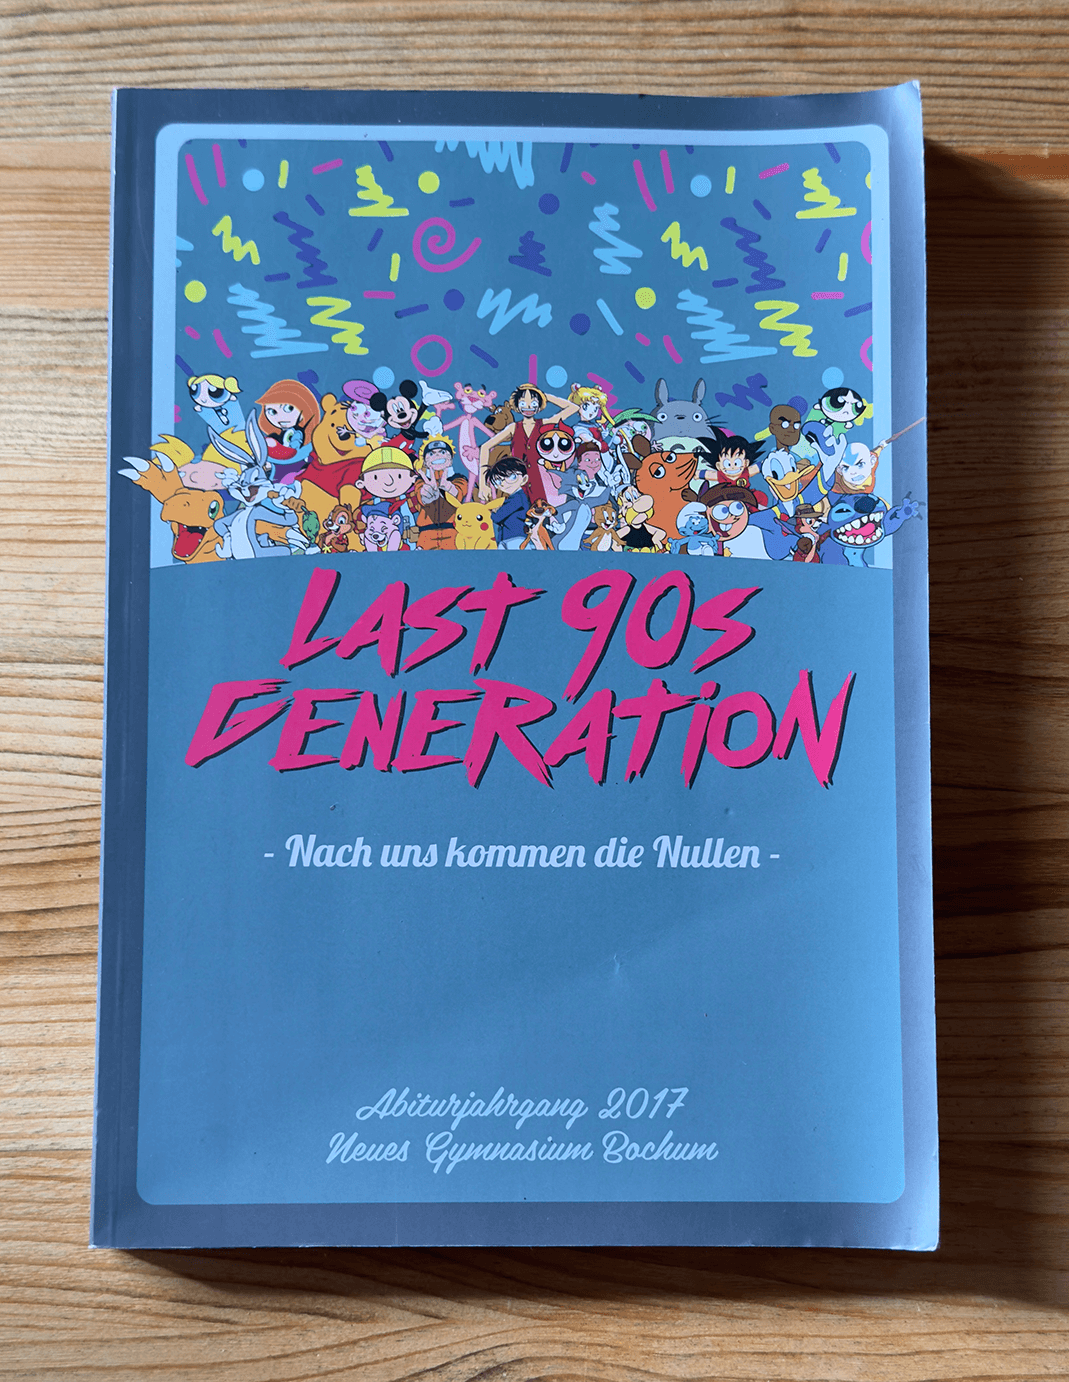 LAST 90s
GENERATION
- Nach uns kommen die Nullen -
Abiturjahrgang 2017
Neues Gymnasium Bochum